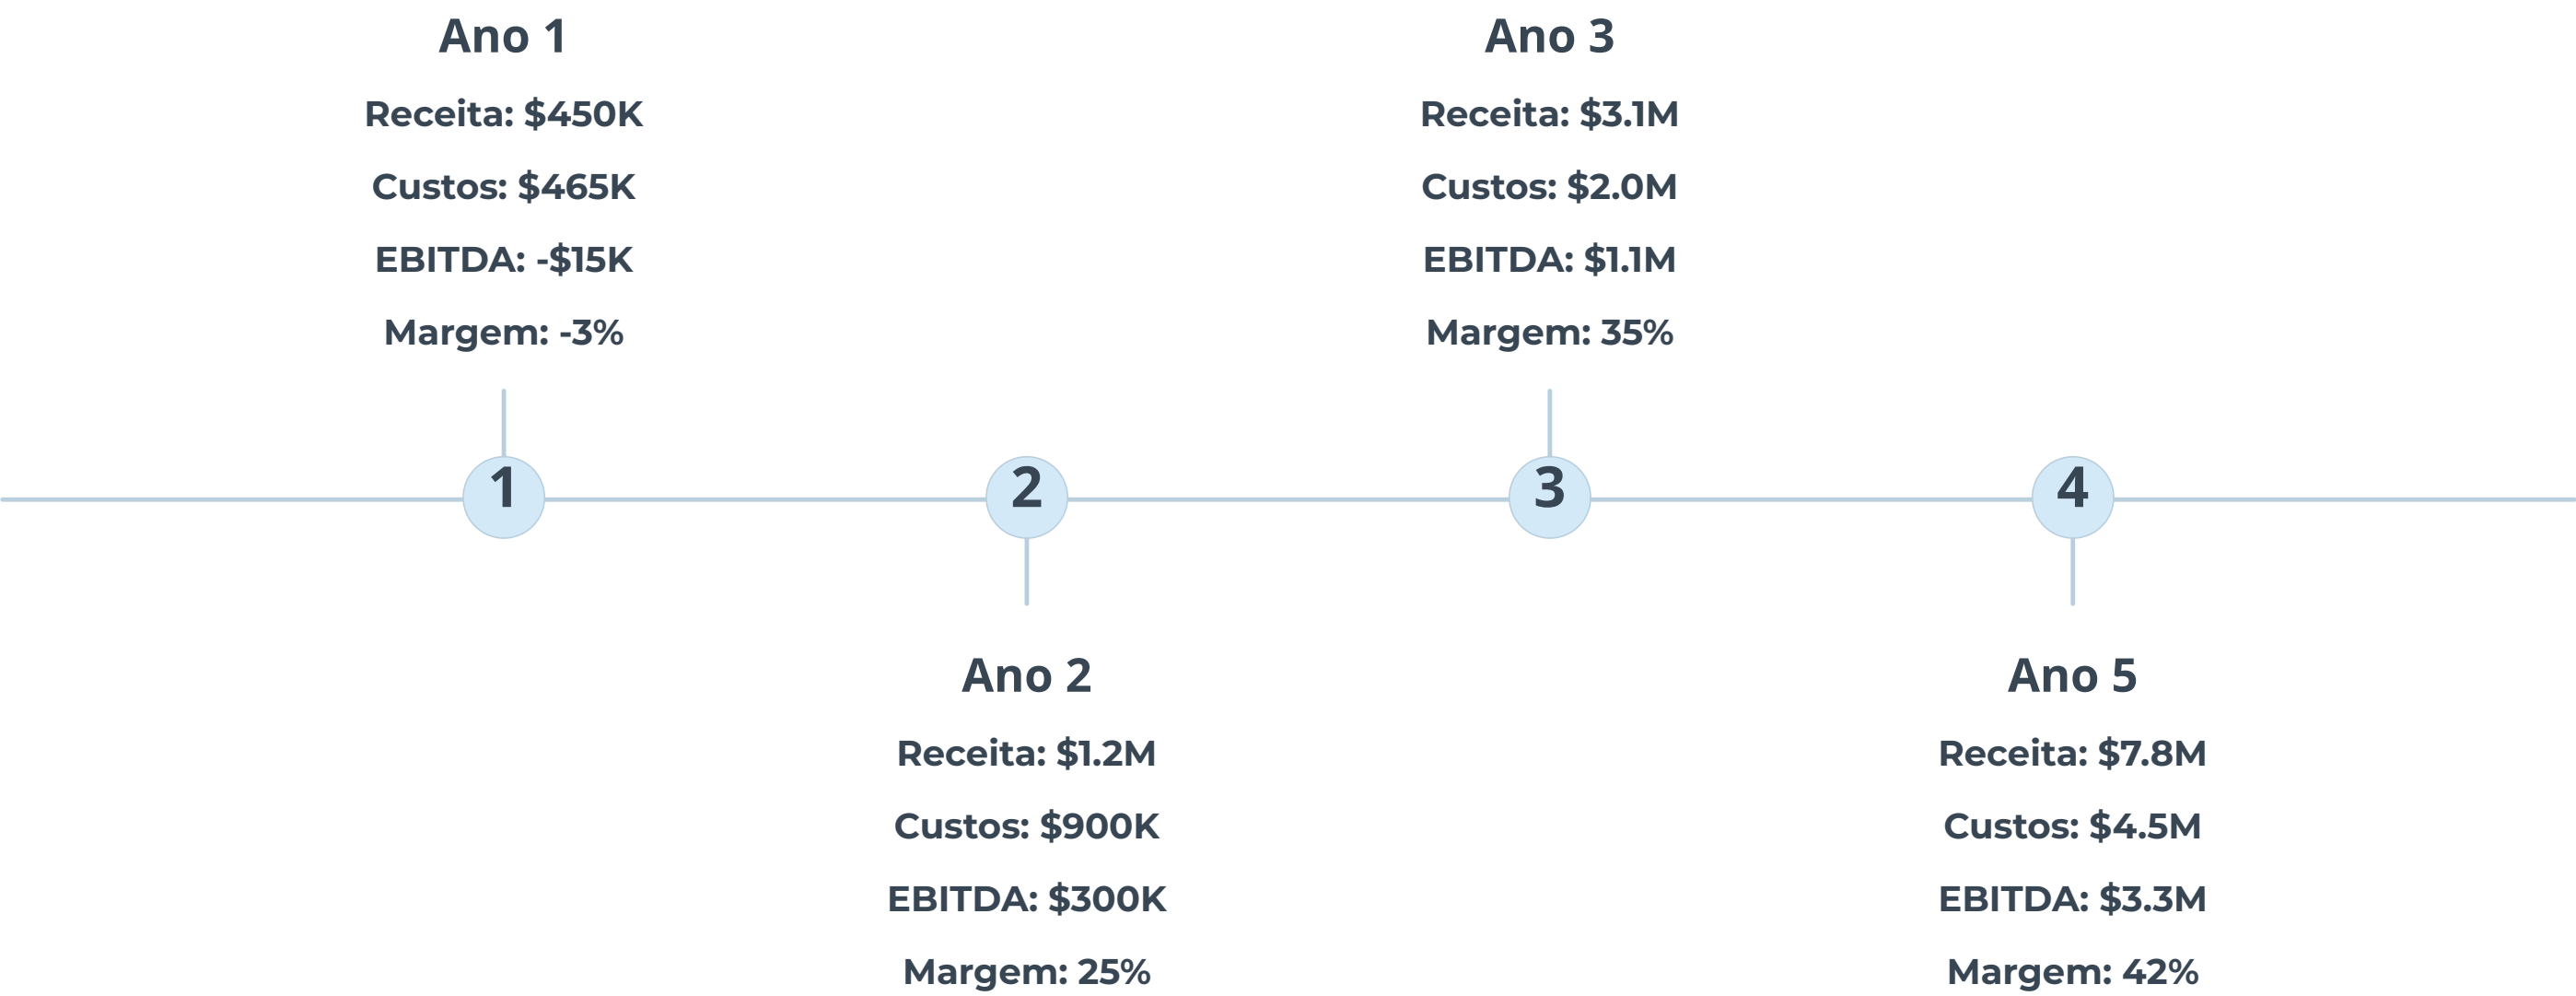 Ano 1
Receita: $450K
Custos: $465K
EBITDA: -$15K
Margem: -3%
Ano 3
Receita: $3.1M
Custos: $2.0M
EBITDA: $1.1M
Margem: 35%
1
2
3
4
Ano 2
Receita: $1.2M
Custos: $900K
EBITDA: $300K
Margem: 25%
Ano 5
Receita: $7.8M
Custos: $4.5M
EBITDA: $3.3M
Margem: 42%